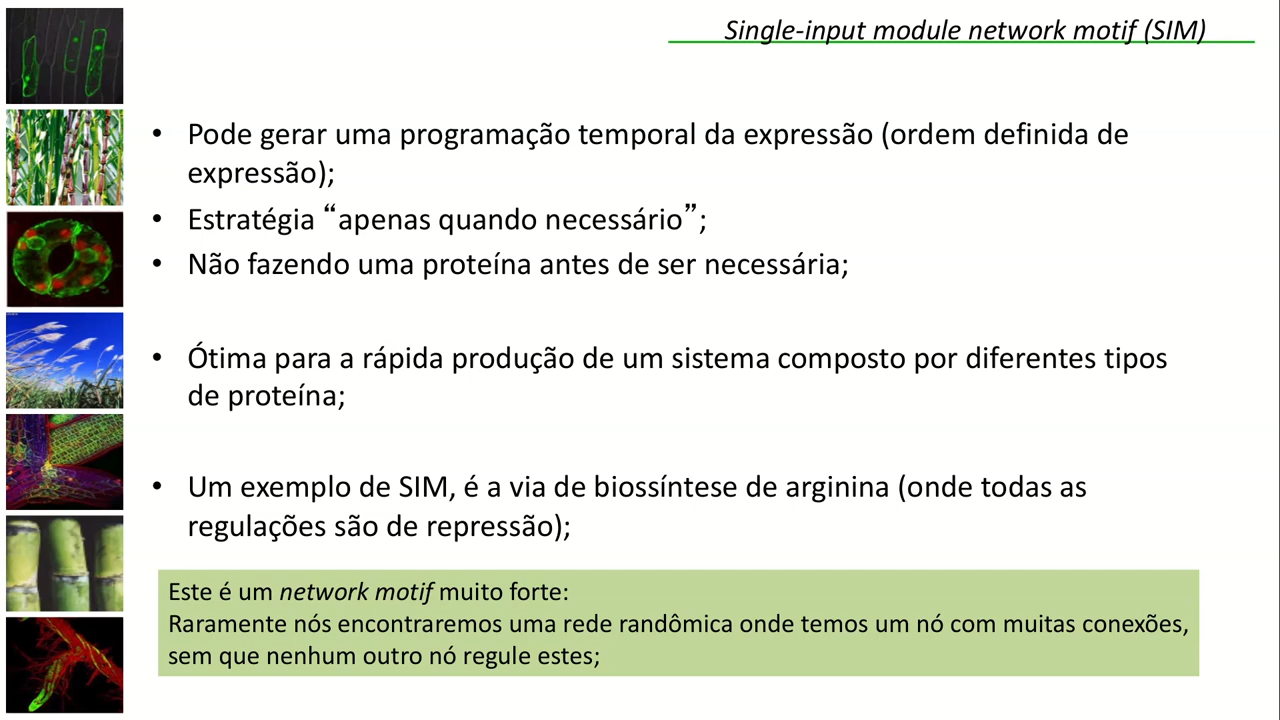 Single-input module network motif (SIM)
• Pode gerar uma programação temporal da expressão (ordem definida de
expressão);
• Estratégia “apenas quando necessário”;
• Não fazendo uma proteína antes de ser necessária;
• Ótima para a rápida produção de um sistema composto por diferentes tipos
de proteína;
• Um exemplo de SIM, é a via de biossíntese de arginina (onde todas as
regulações são de repressão);
Este é um network motif muito forte:
Raramente nós encontraremos uma rede randômica onde temos um nó com muitas conexões,
sem que nenhum outro nó regule estes;